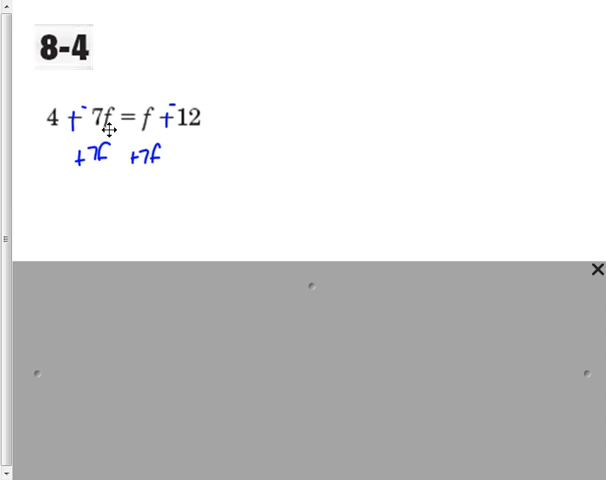 8-4
4 + ⁻7f = f + ⁻12
+7f +7f